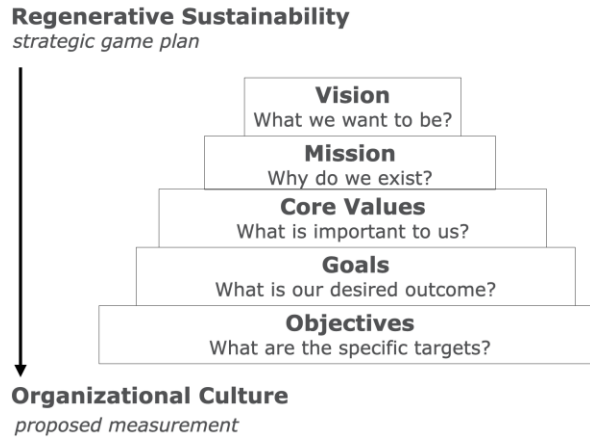 Regenerative Sustainability
strategic game plan
Vision
What we want to be?
Mission
Why do we exist?
Core Values
What is important to us?
Goals
What is our desired outcome?
Objectives
What are the specific targets?
Organizational Culture
proposed measurement